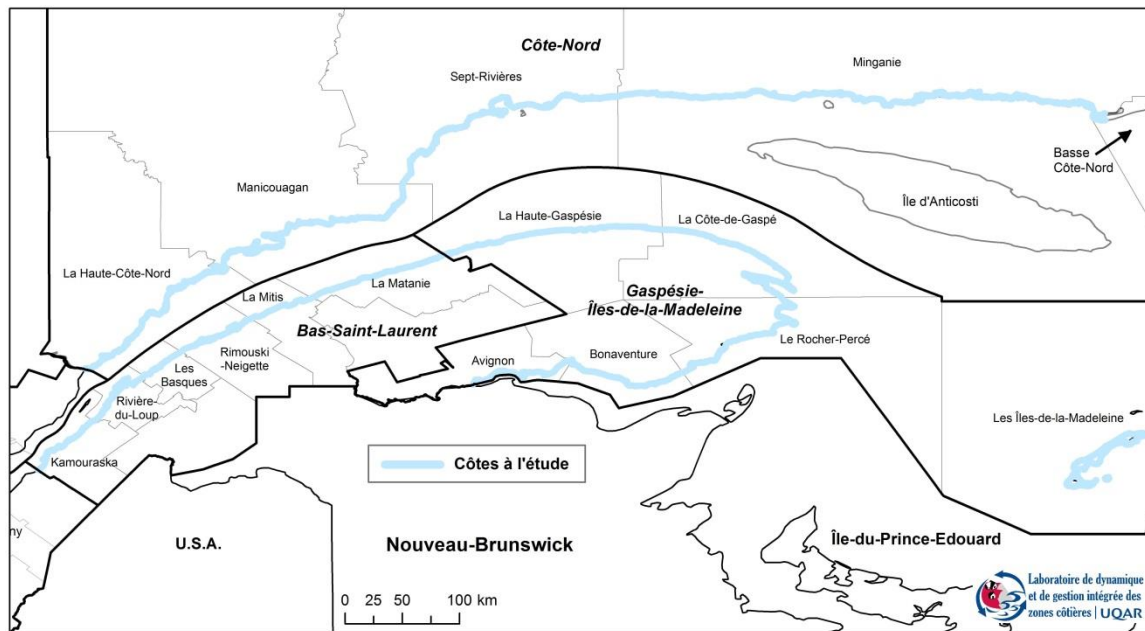 Côte-Nord
Sept-Rivières
Minganie
Basse
Côte-Nord
Manicouagan
Île d'Anticosti
La Haute-Gaspésie
La Côte-de-Gaspé
La Haute-Côte-Nord
La Matanie
La Mitis
Gaspésie-
Îles-de-la-Madeleine
Bas-Saint-Laurent
Rimouski
-Neigette
Le Rocher-Percé
Les
Basques
Avignon
Bonaventure
Rivière-
du-Loup
Les Îles-de-la-Madeleine
Kamouraska
Côtes à l'étude
ny
U.S.A.
Nouveau-Brunswick
Île-du-Prince-Edouard
0 25 50 100 km
Laboratoire de dynamique
et de gestion intégrée des
zones côtières | UQAR